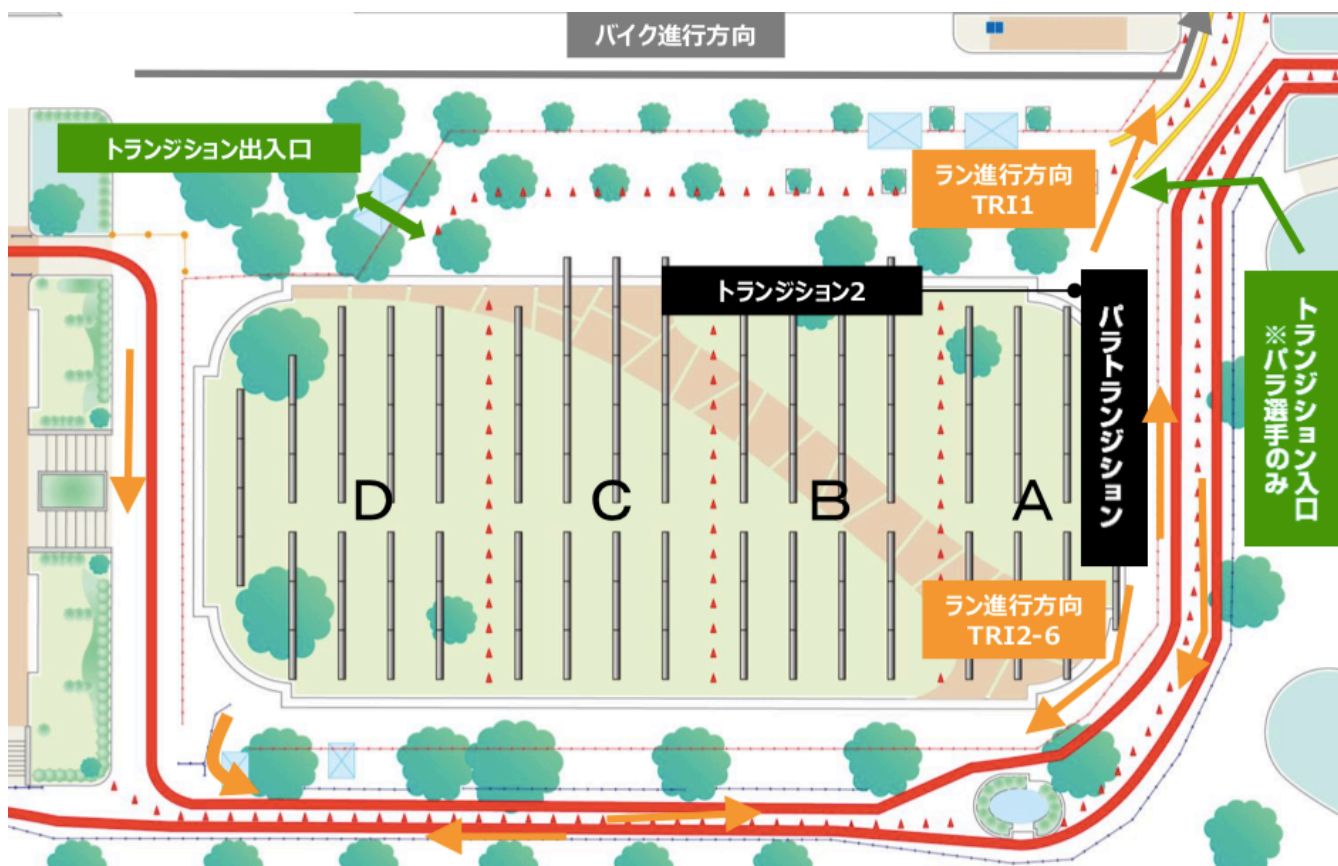 バイク進行方向
トランジション出入口
ラン進行方向
TRI1
トランジション2
パラトランジション
トランジション入口
※パラ選手のみ
D
C
B
A
ラン進行方向
TRI2-6